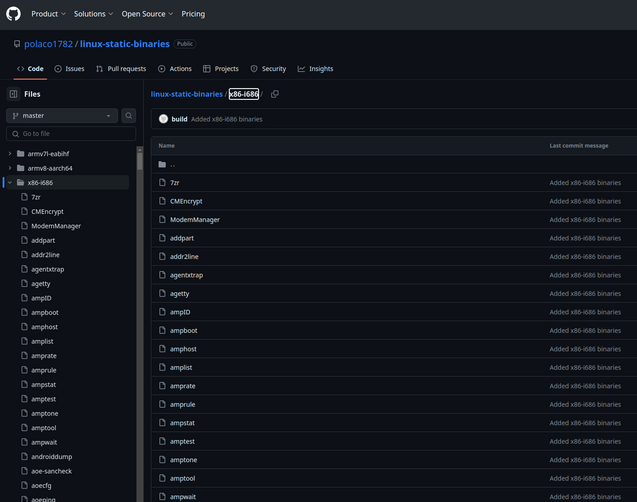 Product Solutions Open Source Pricing
polaco1782 / linux-static-binaries Public
Code Issues Pull requests Actions Projects Security Insights
Files
master
Go to file
armv7l-eabihf
armv8-aarch64
x86-i686
7zr
CMEncrypt
ModemManager
addpart
addr2line
agentxtrap
agetty
ampID
ampboot
amphost
amplist
amprate
amprule
ampstat
amptest
amptone
amptool
ampwait
androiddump
aoe-sancheck
aoecfg
aoeping
linux-static-binaries / x86-i686 /
build Added x86-i686 binaries
Name Last commit message
..
7zr Added x86-i686 binaries
CMEncrypt Added x86-i686 binaries
ModemManager Added x86-i686 binaries
addpart Added x86-i686 binaries
addr2line Added x86-i686 binaries
agentxtrap Added x86-i686 binaries
agetty Added x86-i686 binaries
ampID Added x86-i686 binaries
ampboot Added x86-i686 binaries
amphost Added x86-i686 binaries
amplist Added x86-i686 binaries
amprate Added x86-i686 binaries
amprule Added x86-i686 binaries
ampstat Added x86-i686 binaries
amptest Added x86-i686 binaries
amptone Added x86-i686 binaries
amptool Added x86-i686 binaries
ampwait Added x86-i686 binaries